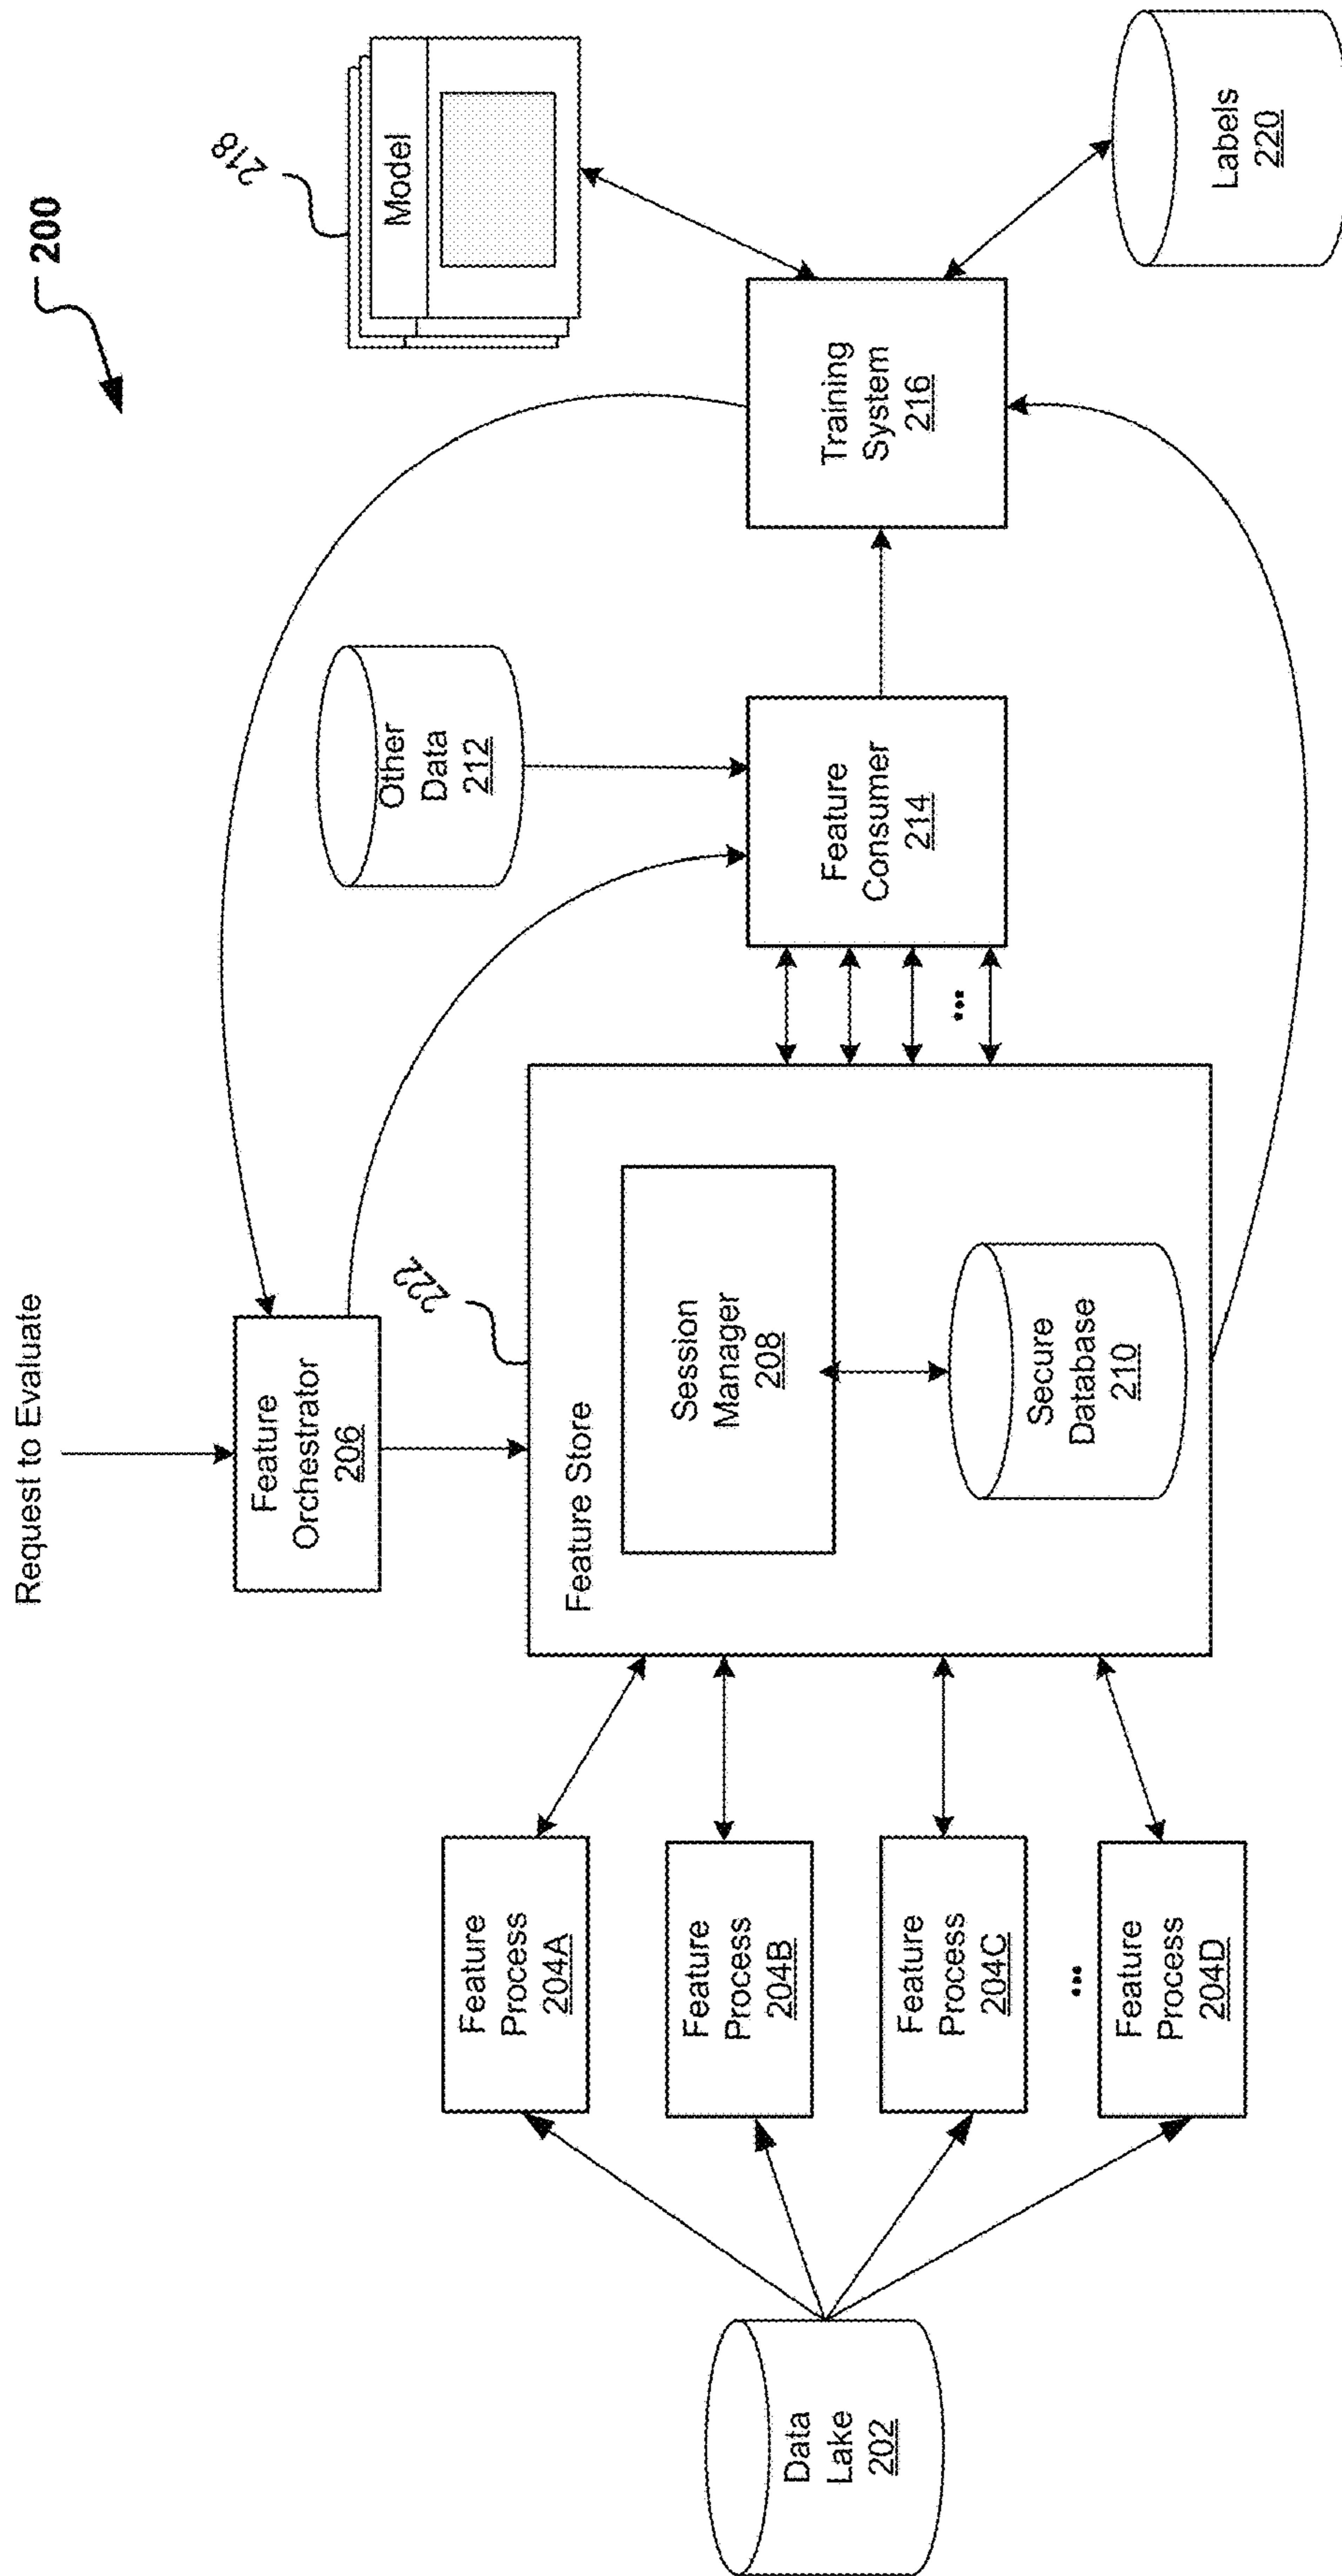 200
Request to Evaluate
Feature
Orchestrator
206
218
Model
Other
Data
212
222
Feature Store
Session
Manager
208
Secure
Database
210
Feature
Process
204A
Feature
Process
204B
Feature
Process
204C
...
Feature
Process
204D
Data
Lake
202
...
Feature
Consumer
214
Training
System
216
Labels
220